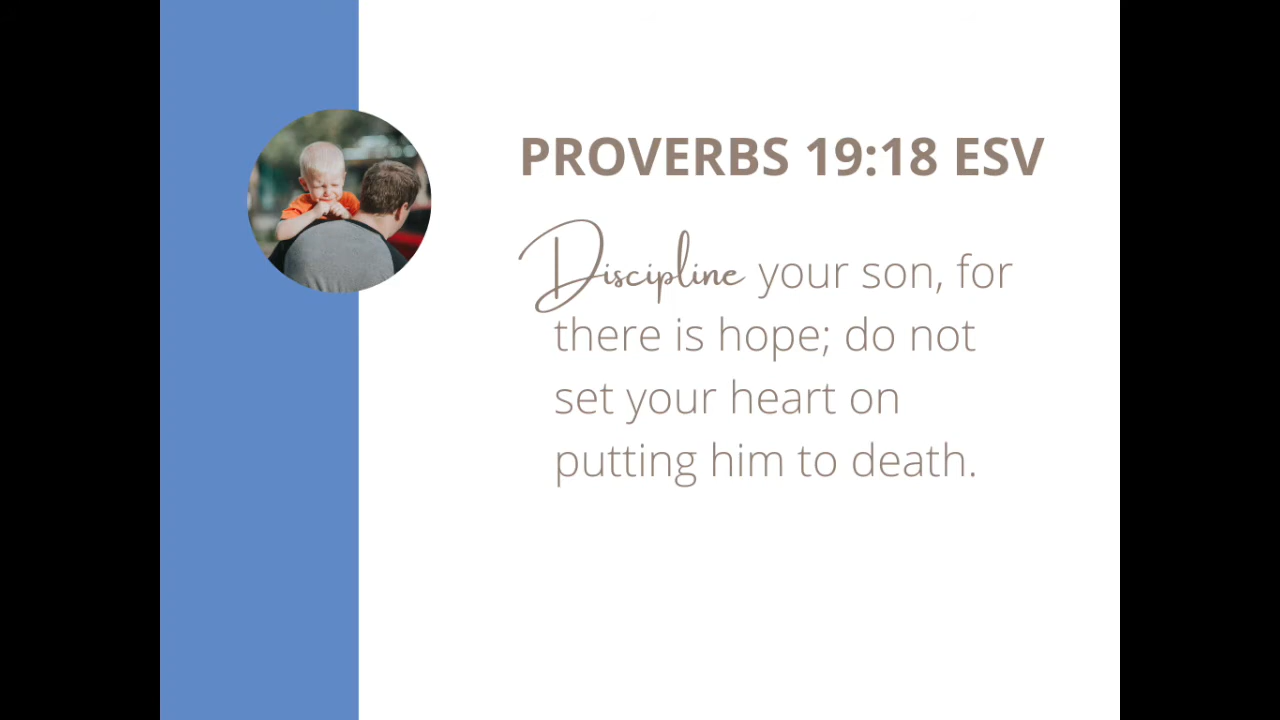 PROVERBS 19:18 ESV
Discipline your son, for
there is hope; do not
set your heart on
putting him to death.